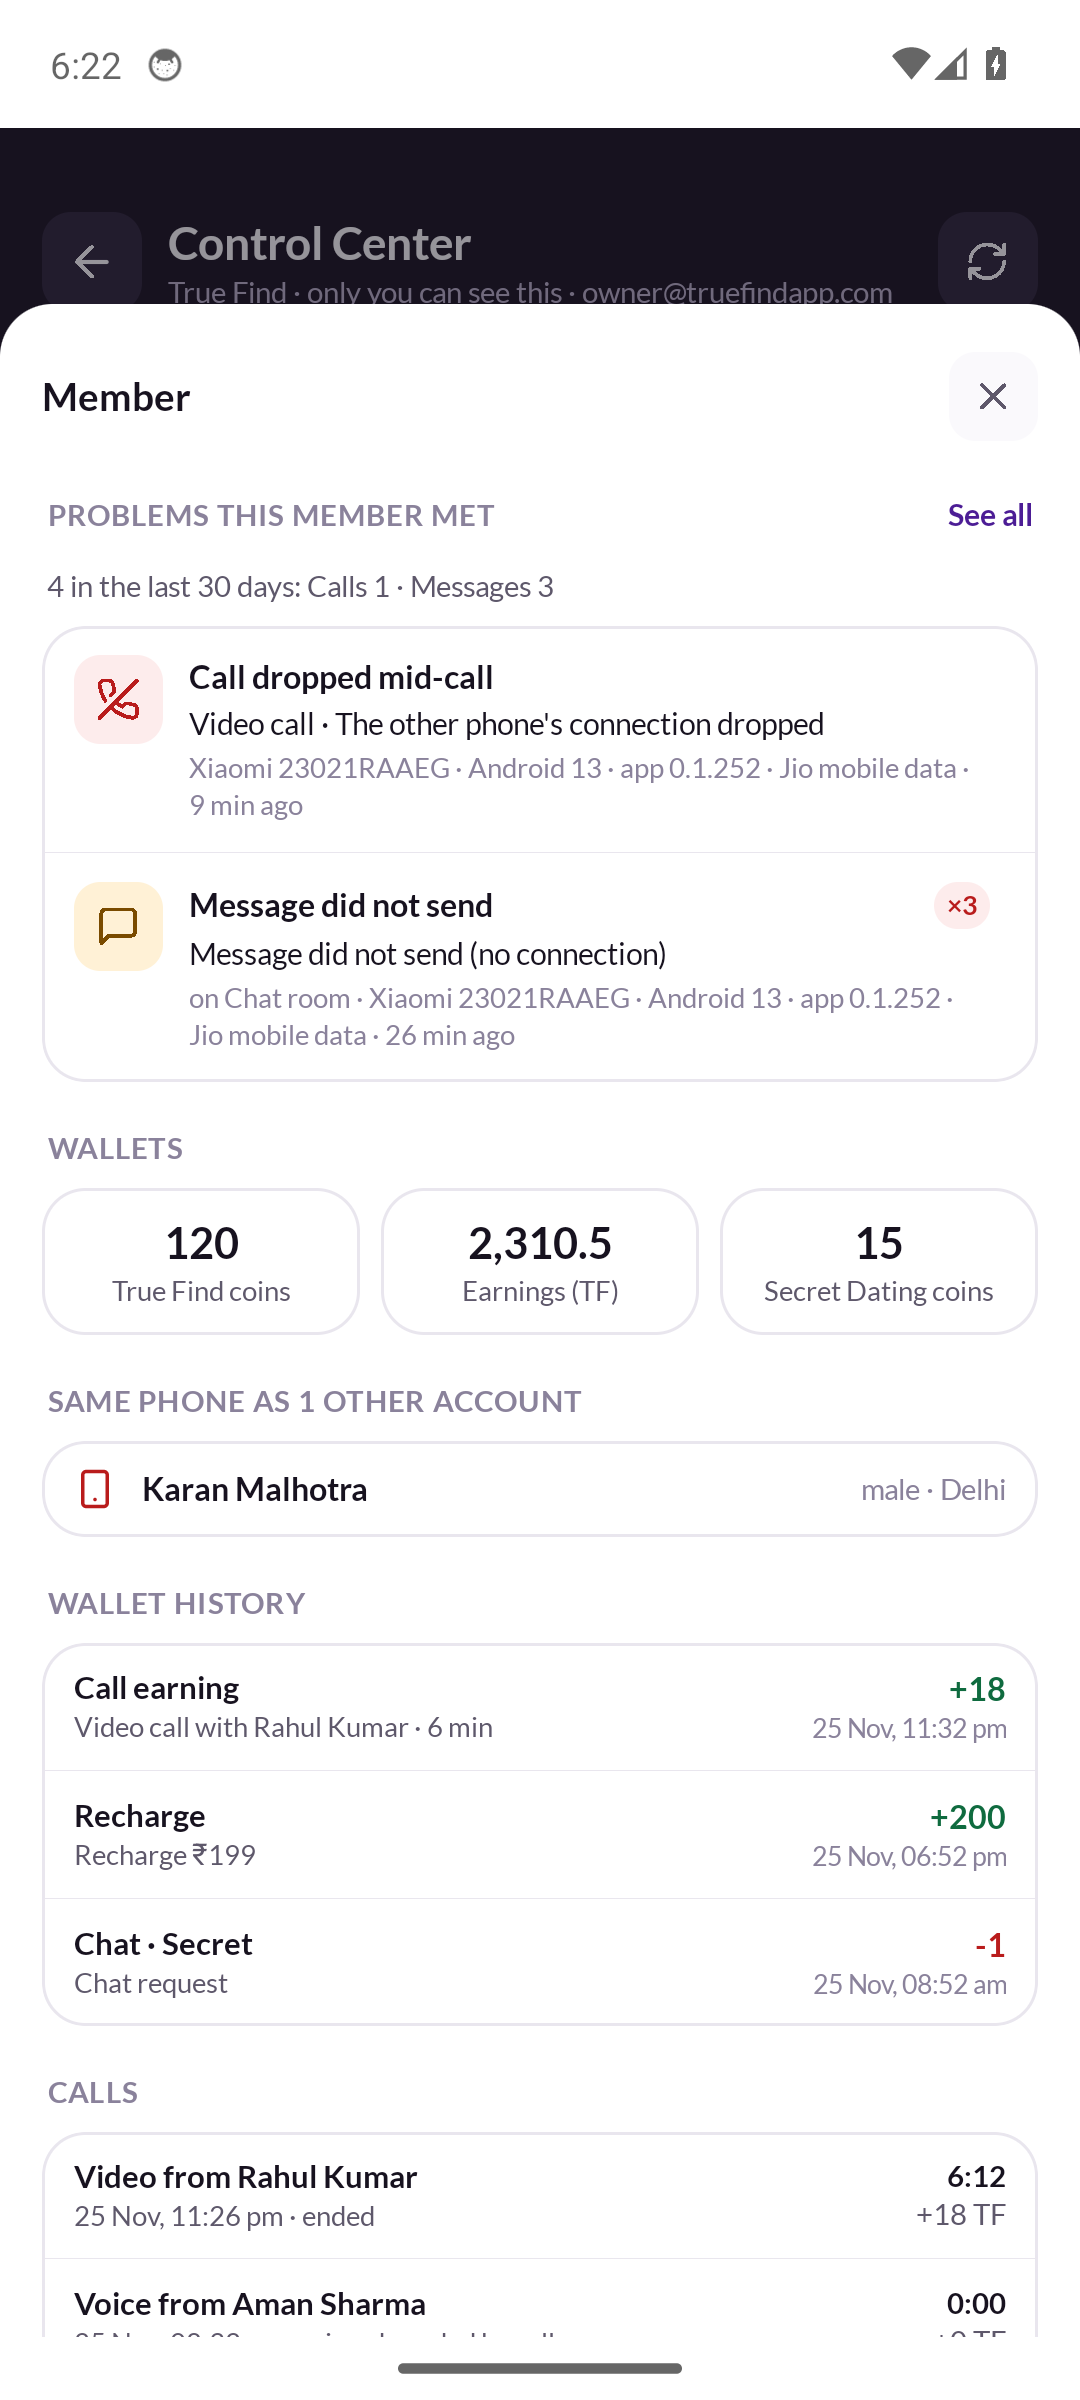 6:22
Control Center
True Find · only you can see this · owner@truefindapp.com
Member
PROBLEMS THIS MEMBER MET
See all
4 in the last 30 days: Calls 1 · Messages 3
Call dropped mid-call
Video call · The other phone's connection dropped
Xiaomi 23021RAAEG · Android 13 · app 0.1.252 · Jio mobile data ·
9 min ago
Message did not send
×3
Message did not send (no connection)
on Chat room · Xiaomi 23021RAAEG · Android 13 · app 0.1.252 ·
Jio mobile data · 26 min ago
WALLETS
120
True Find coins
2,310.5
Earnings (TF)
15
Secret Dating coins
SAME PHONE AS 1 OTHER ACCOUNT
Karan Malhotra
male · Delhi
WALLET HISTORY
Call earning
+18
Video call with Rahul Kumar · 6 min
25 Nov, 11:32 pm
Recharge
+200
Recharge ₹199
25 Nov, 06:52 pm
Chat · Secret
-1
Chat request
25 Nov, 08:52 am
CALLS
Video from Rahul Kumar
6:12
25 Nov, 11:26 pm · ended
+18 TF
Voice from Aman Sharma
0:00